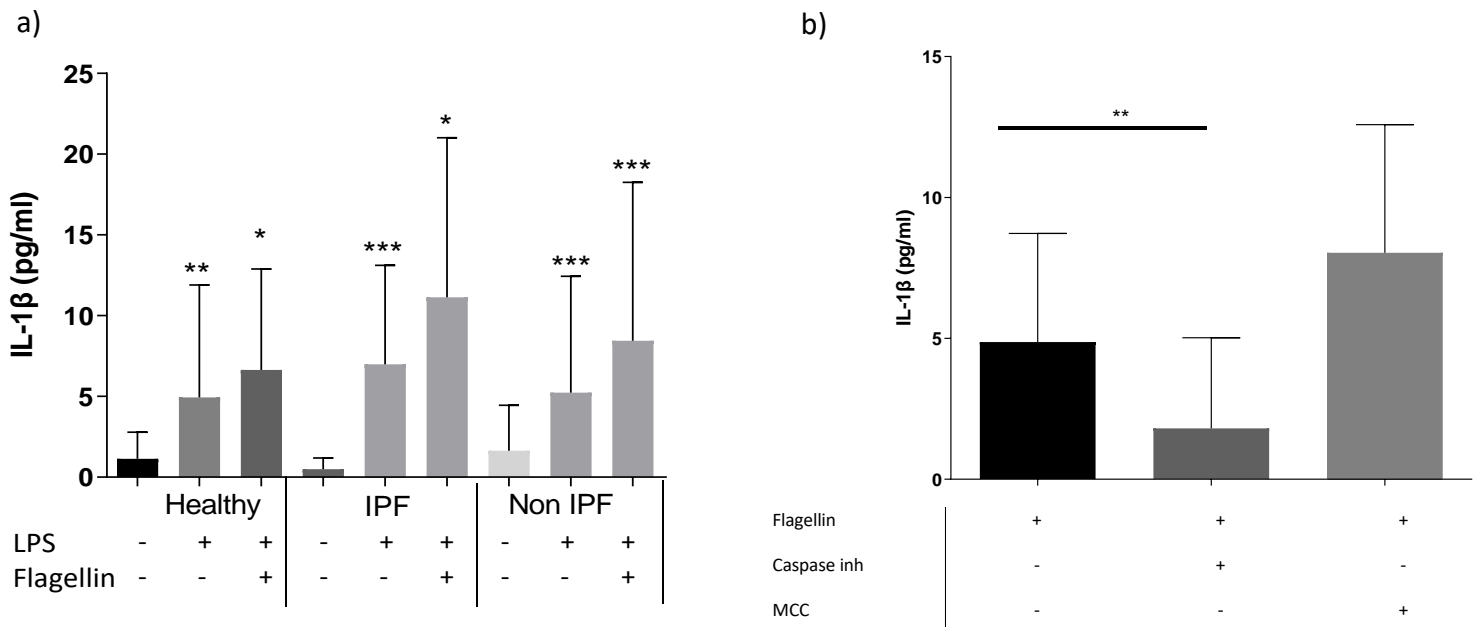 a)
IL-1β (pg/ml)
25
20
15
10
5
0
** * *** * *** ***
Healthy IPF Non IPF
LPS - + + - + + - + +
Flagellin - - + - - + - - +
b)
IL-1β (pg/ml)
15
10
5
0
**
Flagellin + + +
Caspase inh - + -
MCC - - +